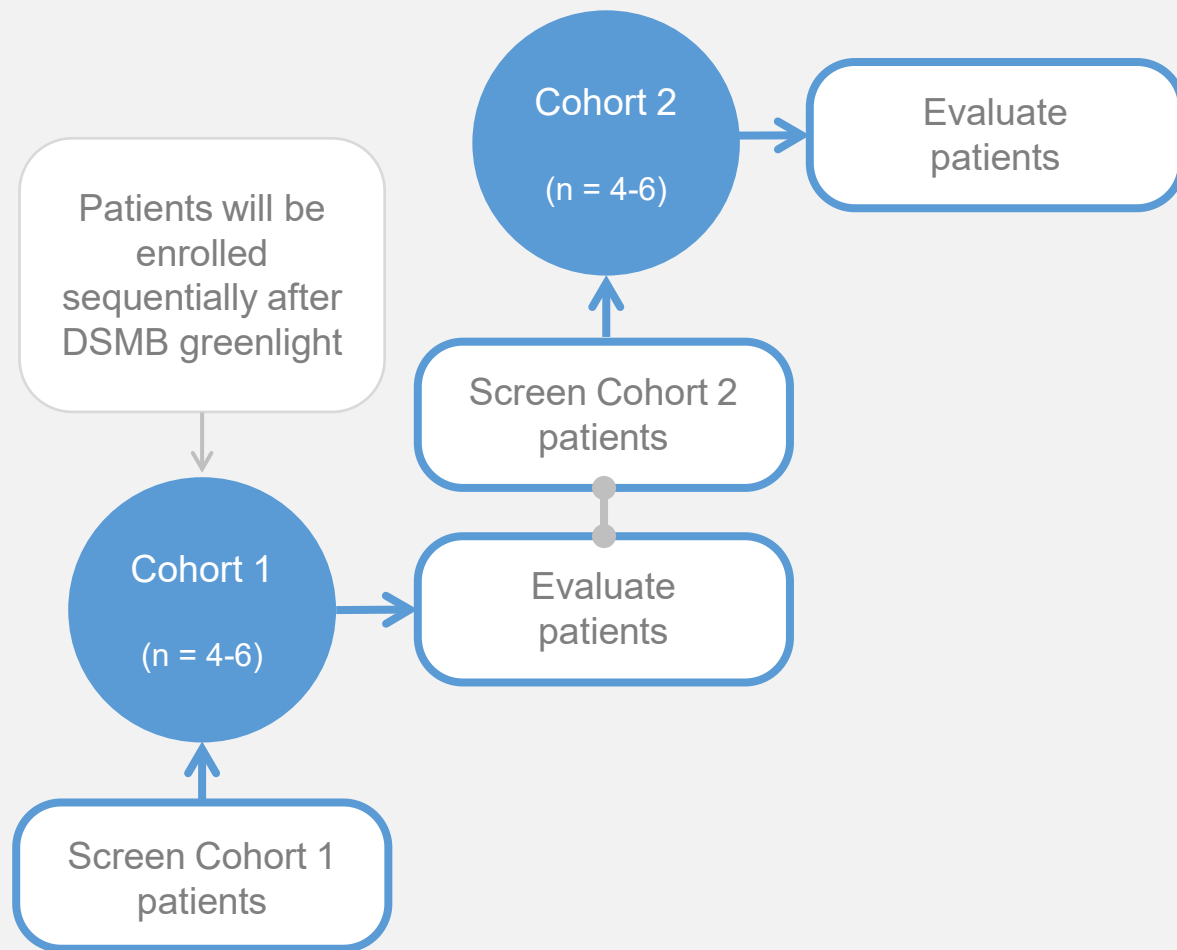 Cohort 2
(n = 4-6)
Evaluate
patients
Patients will be
enrolled
sequentially after
DSMB greenlight
Screen Cohort 2
patients
Cohort 1
(n = 4-6)
Evaluate
patients
Screen Cohort 1
patients